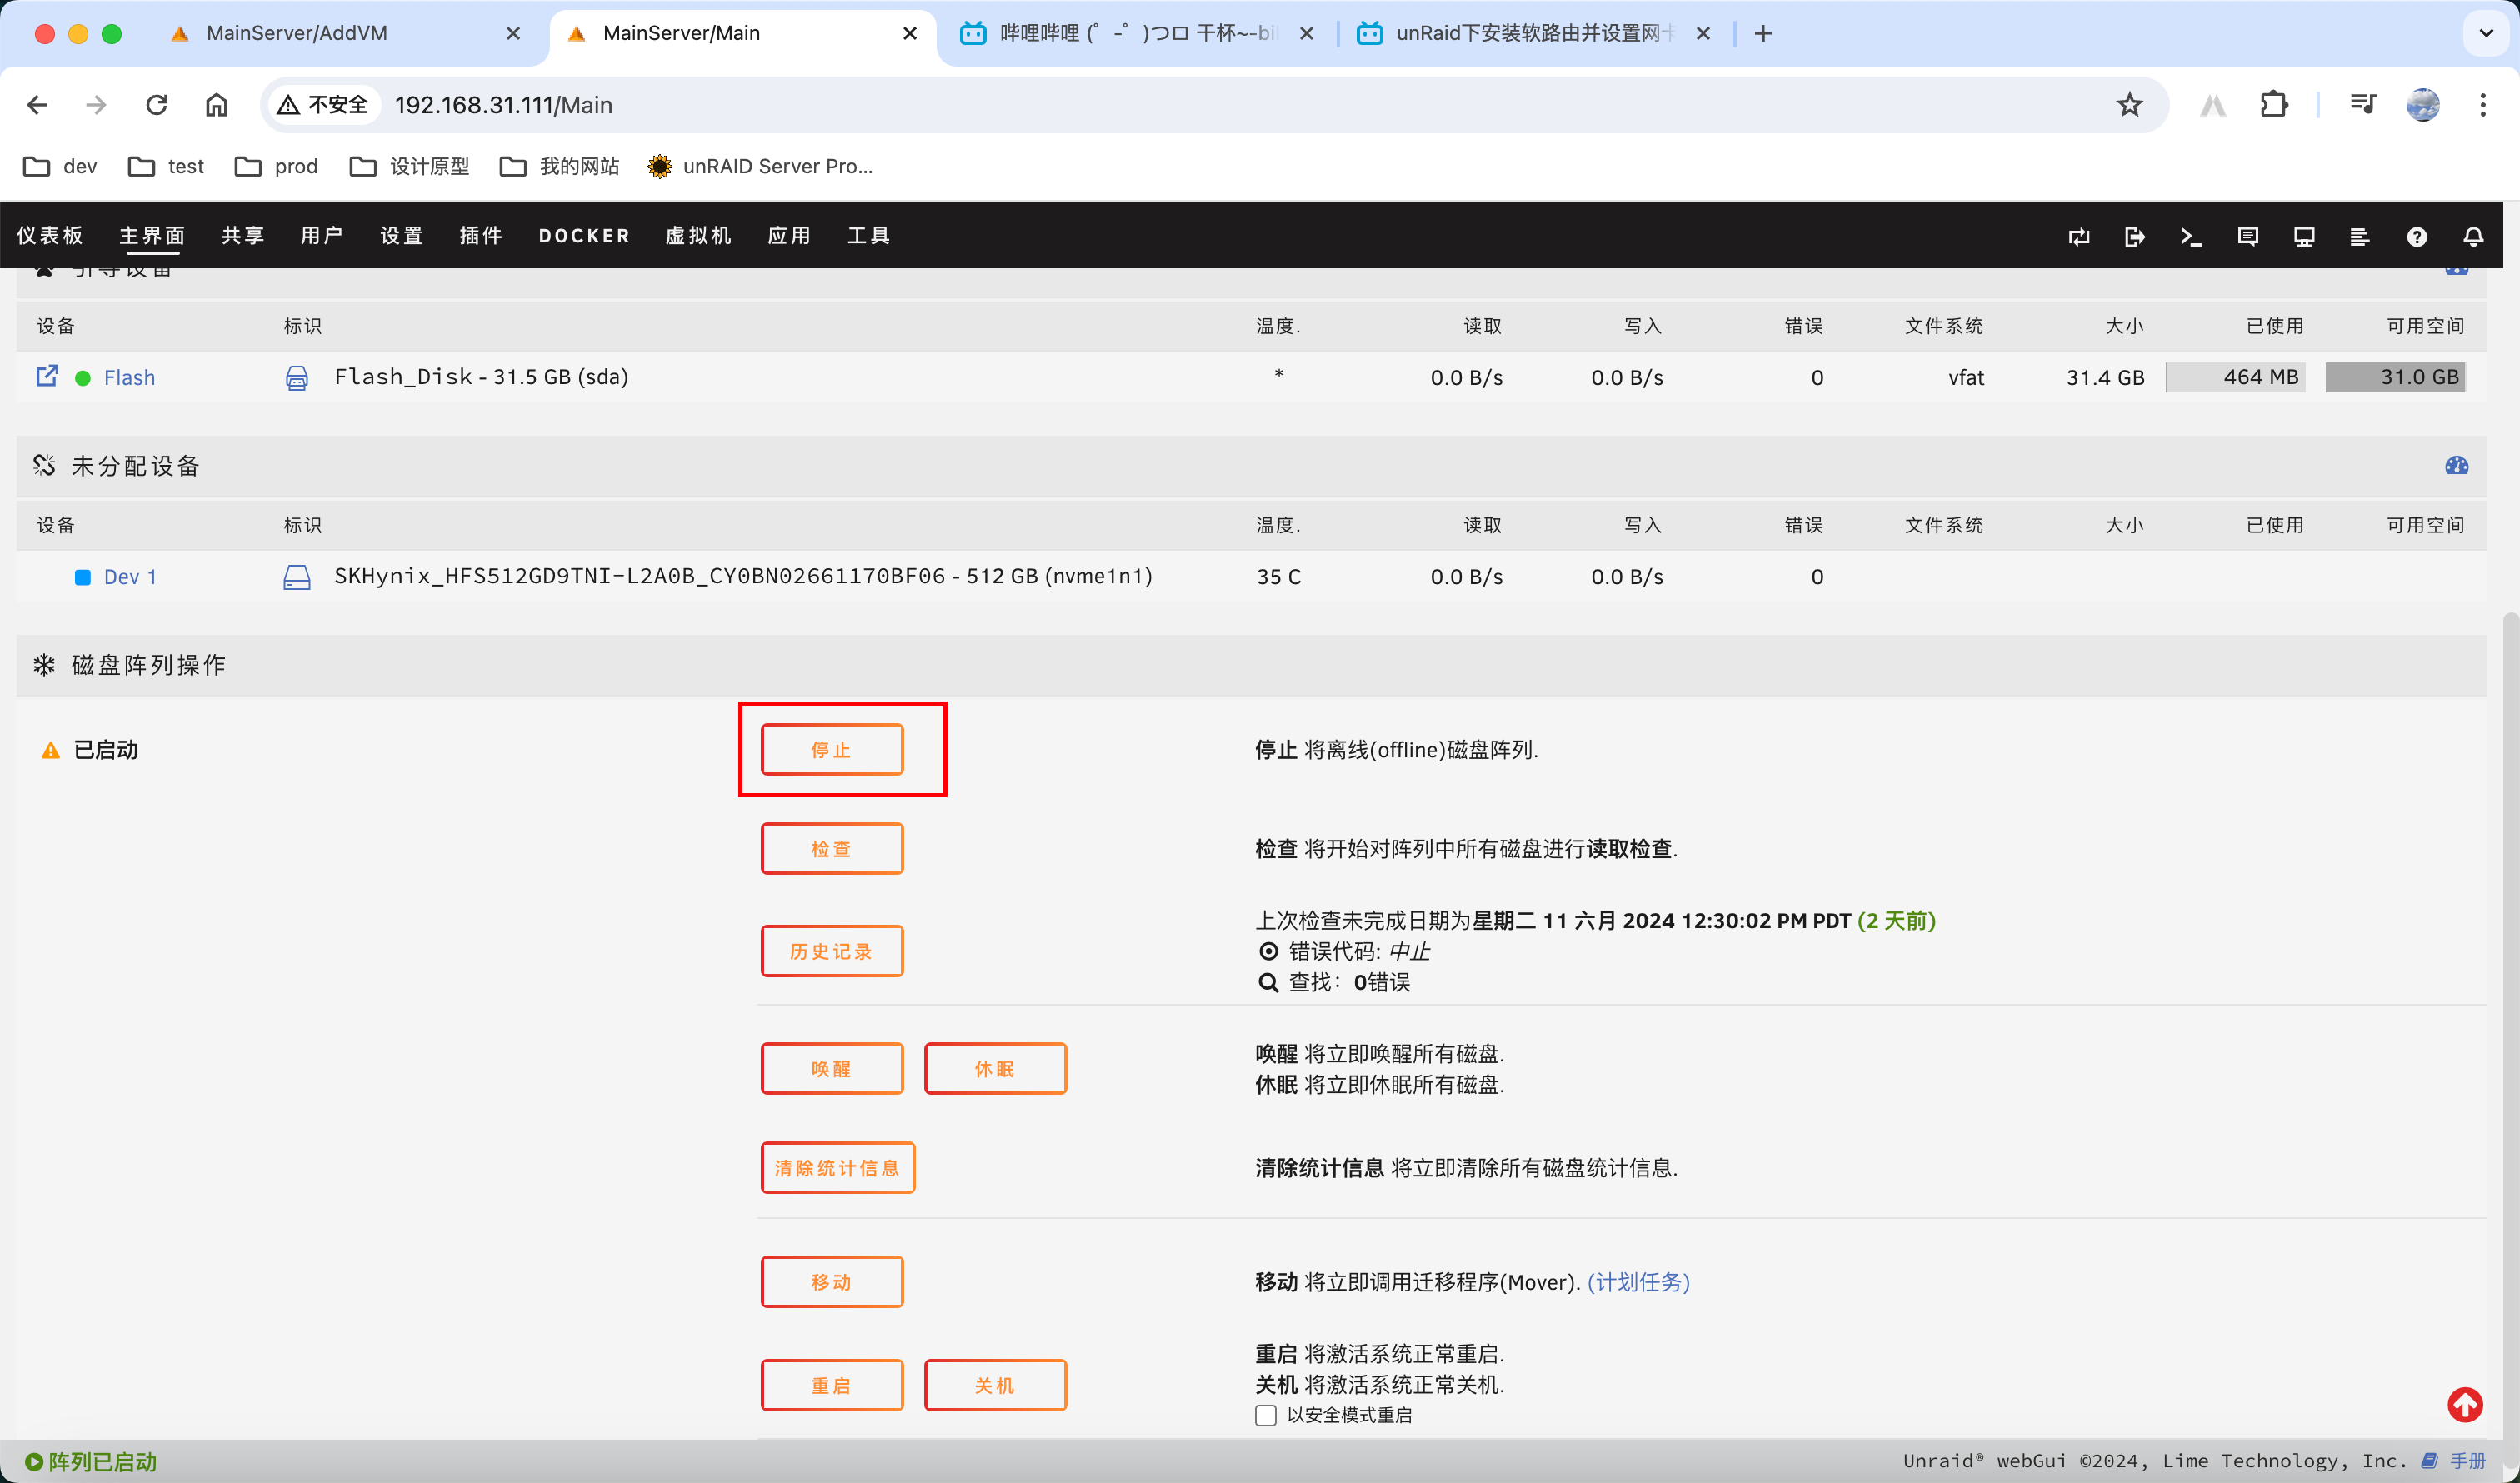 MainServer/AddVM
MainServer/Main
哔哩哔哩 (゜-゜)つロ 干杯~-bi
unRaid下安装软路由并设置网卡
不安全
192.168.31.111/Main
dev
test
prod
设计原型
我的网站
unRAID Server Pro...
仪表板 主界面 共享 用户 设置 插件 DOCKER 虚拟机 应用 工具
引导设备
设备 标识 温度. 读取 写入 错误 文件系统 大小 已使用 可用空间
Flash Flash_Disk - 31.5 GB (sda) * 0.0 B/s 0.0 B/s 0 vfat 31.4 GB 464 MB 31.0 GB
未分配设备
设备 标识 温度. 读取 写入 错误 文件系统 大小 已使用 可用空间
Dev 1 SKHynix_HFS512GD9TNI-L2A0B_CY0BN02661170BF06 - 512 GB (nvme1n1) 35 C 0.0 B/s 0.0 B/s 0
磁盘阵列操作
已启动 停止 停止 将离线(offline)磁盘阵列.
检查 检查 将开始对阵列中所有磁盘进行读取检查.
历史记录 上次检查未完成日期为星期二 11 六月 2024 12:30:02 PM PDT (2 天前)
错误代码: 中止
查找: 0错误
唤醒 休眠 唤醒 将立即唤醒所有磁盘.
休眠 将立即休眠所有磁盘.
清除统计信息 清除统计信息 将立即清除所有磁盘统计信息.
移动 移动 将立即调用迁移程序(Mover). (计划任务)
重启 关机 重启 将激活系统正常重启.
关机 将激活系统正常关机.
以安全模式重启
阵列已启动
Unraid® webGui ©2024, Lime Technology, Inc. 手册